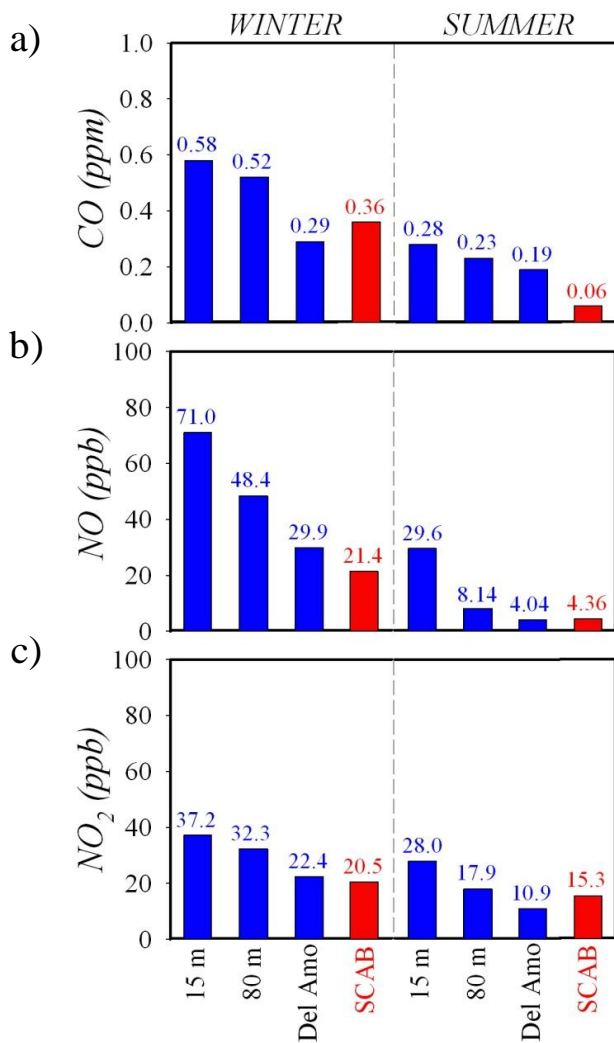 WINTER SUMMER
a)
CO (ppm)
1.0
0.8
0.6
0.4
0.2
0.0
0.58 0.52 0.29 0.36 0.28 0.23 0.19 0.06
b)
NO (ppb)
100
80
60
40
20
0
71.0 48.4 29.9 21.4 29.6 8.14 4.04 4.36
c)
NO₂ (ppb)
100
80
60
40
20
0
37.2 32.3 22.4 20.5 28.0 17.9 10.9 15.3
15 m 80 m Del Amo SCAB 15 m 80 m Del Amo SCAB